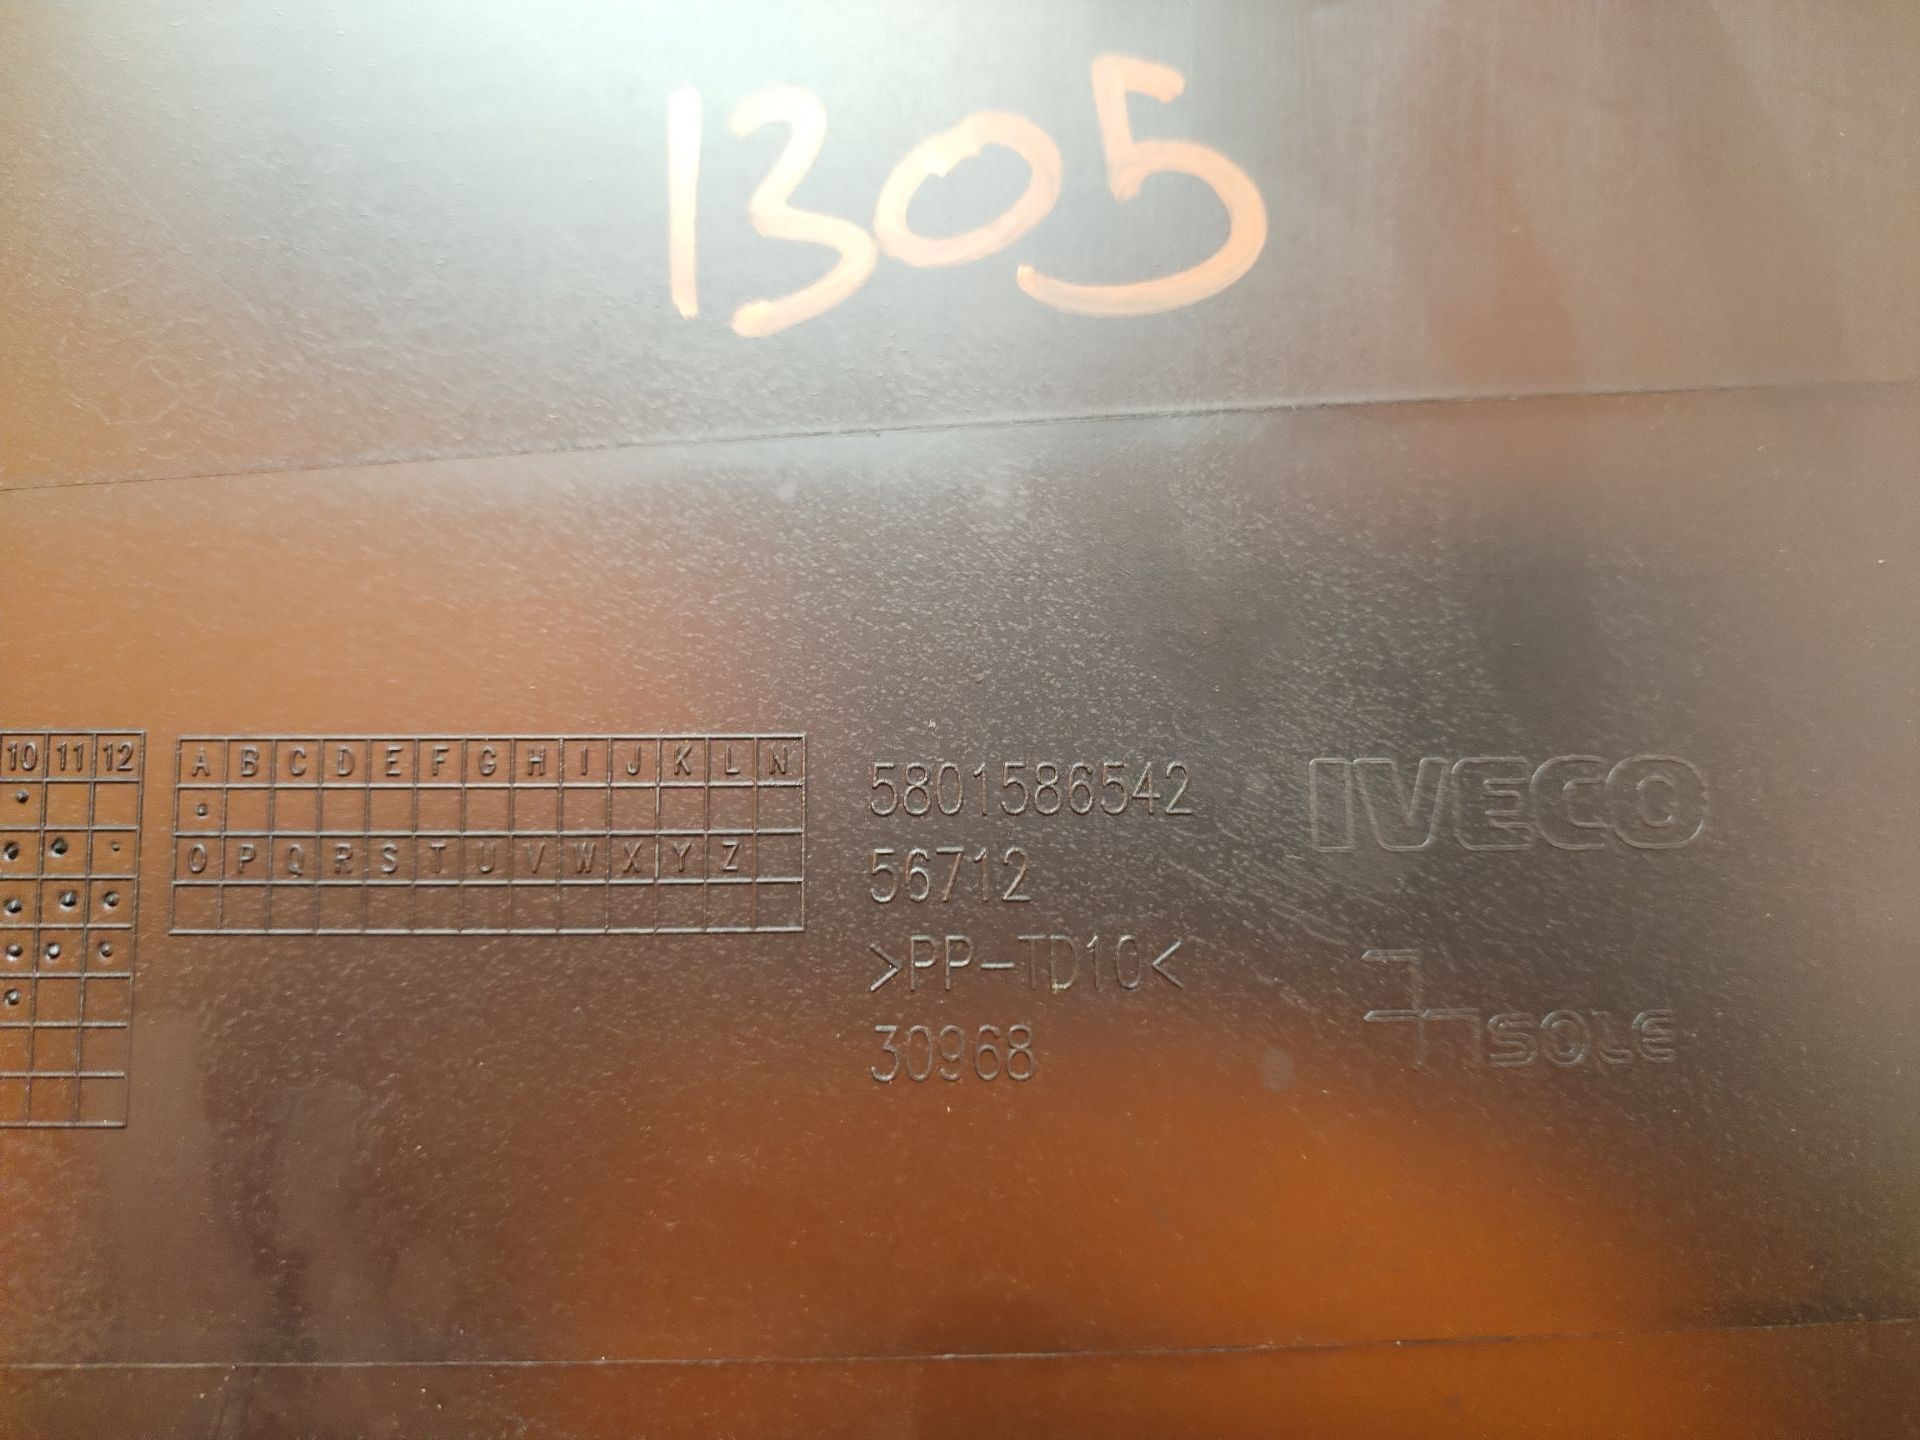 1305
10 11 12
A B C D E F G H I J K L N
O P Q R S T U V W X Y Z
5801586542
56712
>PP-TD10<
30968
IVECO
SOLE